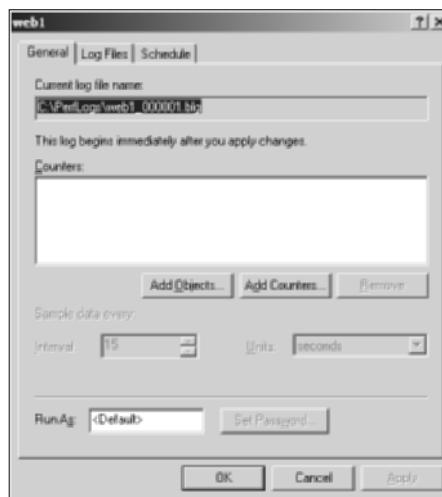 web1
General Log Files Schedule
Current log file name:
C:\PerfLogs\web1_000001.blg
This log begins immediately after you apply changes.
Counters:
Add Objects... Add Counters... Remove
Sample data every:
Interval: 15 Units: seconds
Run As: <Default> Set Password...
OK Cancel Apply